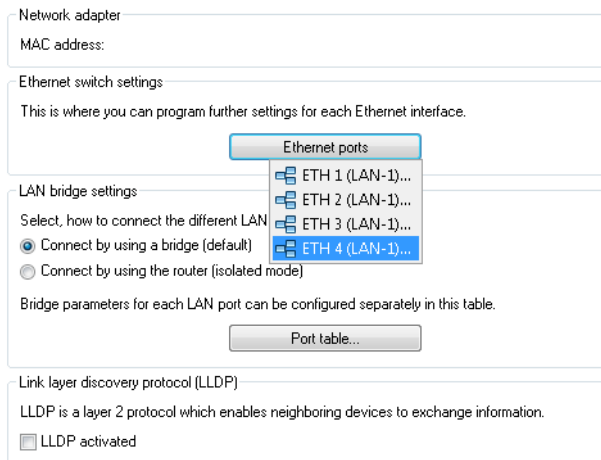 Network adapter
MAC address:
Ethernet switch settings
This is where you can program further settings for each Ethernet interface.
Ethernet ports
ETH 1 (LAN-1)...
ETH 2 (LAN-1)...
ETH 3 (LAN-1)...
ETH 4 (LAN-1)...
LAN bridge settings
Select, how to connect the different LAN
Connect by using a bridge (default)
Connect by using the router (isolated mode)
Bridge parameters for each LAN port can be configured separately in this table.
Port table...
Link layer discovery protocol (LLDP)
LLDP is a layer 2 protocol which enables neighboring devices to exchange information.
LLDP activated